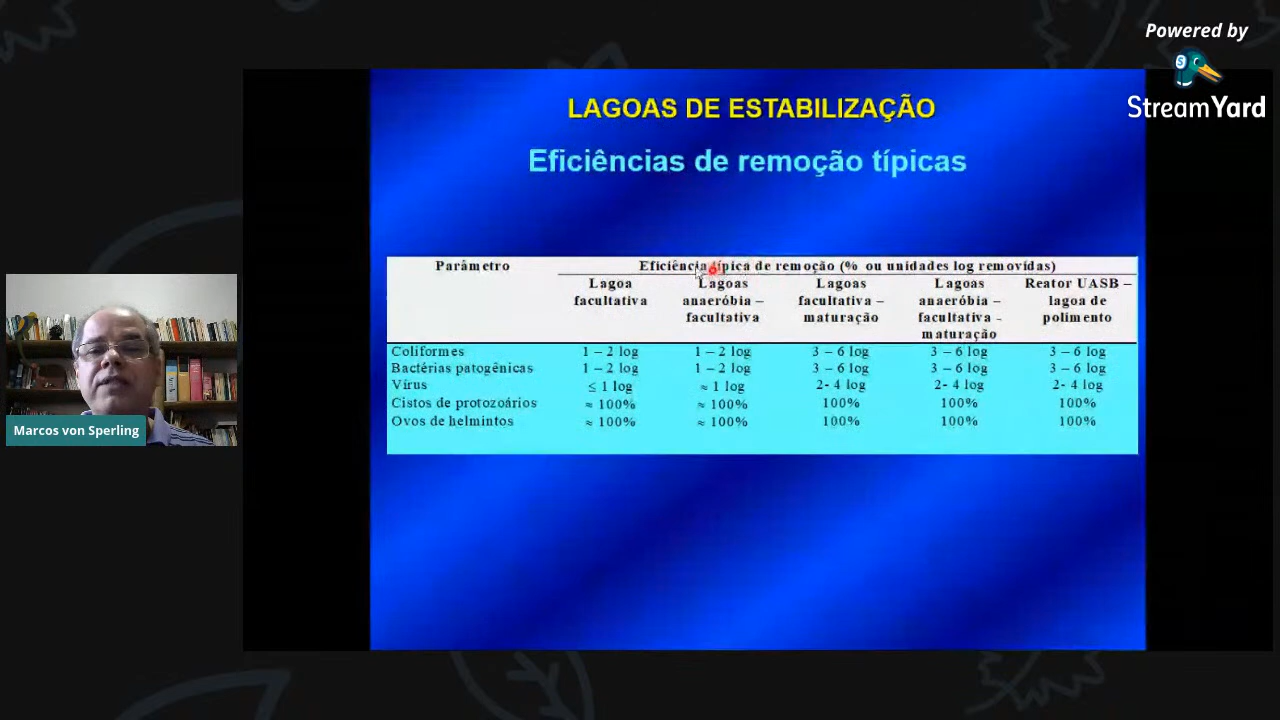 Powered by
StreamYard
LAGOAS DE ESTABILIZAÇÃO
Eficiências de remoção típicas
Parâmetro Eficiência típica de remoção (% ou unidades log removidas)
Lagoa Lagoas Lagoas Lagoas Reator UASB –
facultativa anaeróbia – facultativa – anaeróbia – lagoa de
facultativa maturação facultativa - polimento
maturação
Coliformes 1 – 2 log 1 – 2 log 3 – 6 log 3 – 6 log 3 – 6 log
Bactérias patogênicas 1 – 2 log 1 – 2 log 3 – 6 log 3 – 6 log 3 – 6 log
Vírus ≤ 1 log ≈ 1 log 2- 4 log 2- 4 log 2- 4 log
Cistos de protozoários ≈ 100% ≈ 100% 100% 100% 100%
Ovos de helmintos ≈ 100% ≈ 100% 100% 100% 100%
Marcos von Sperling